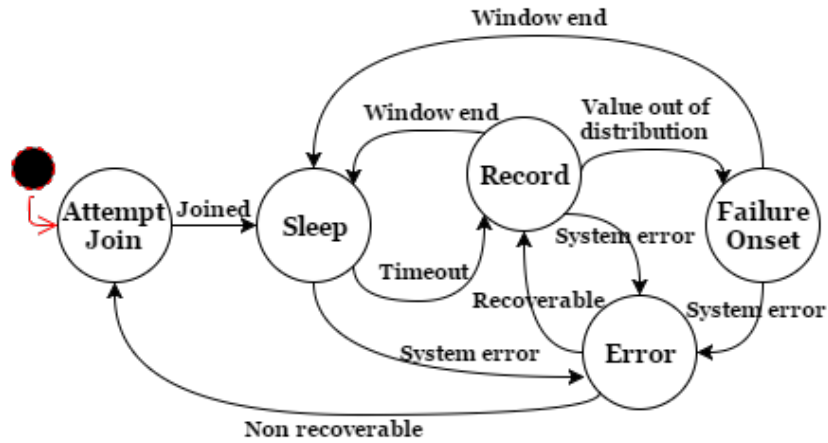 Window end
Window end
Value out of
distribution
Record
Attempt
Join
Joined
Sleep
Failure
Onset
System error
Timeout
Recoverable
System error
System error
Error
Non recoverable